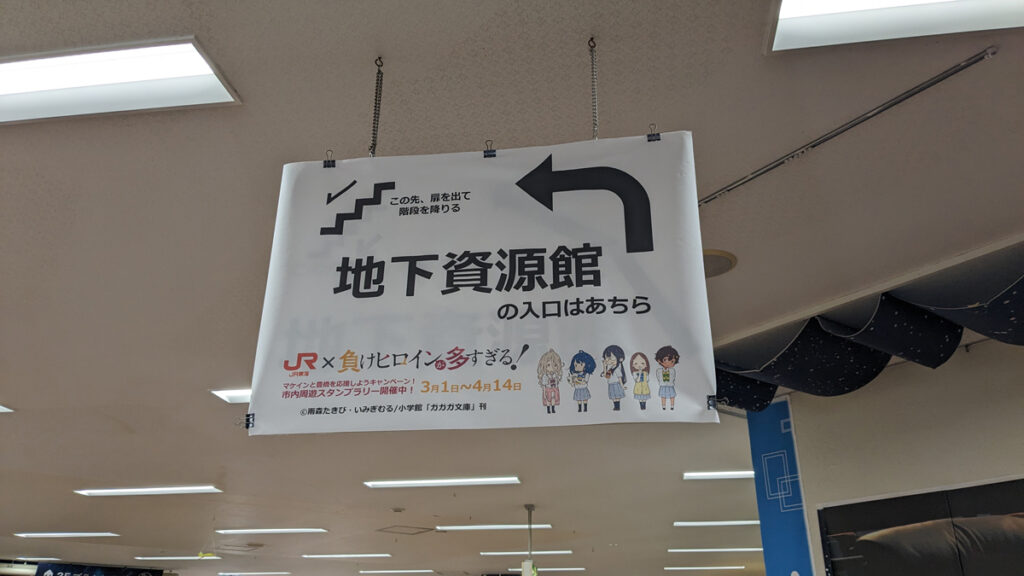 この先、扉を出て
階段を降りる
地下資源館
の入口はあちら
JR × 負けヒロインが多すぎる！
JR東海
マケインと豊橋を応援しようキャンペーン！
市内周遊スタンプラリー開催中！ 3月1日～4月14日
©雨森たきび・いみぎむる/小学館「ガガガ文庫」刊